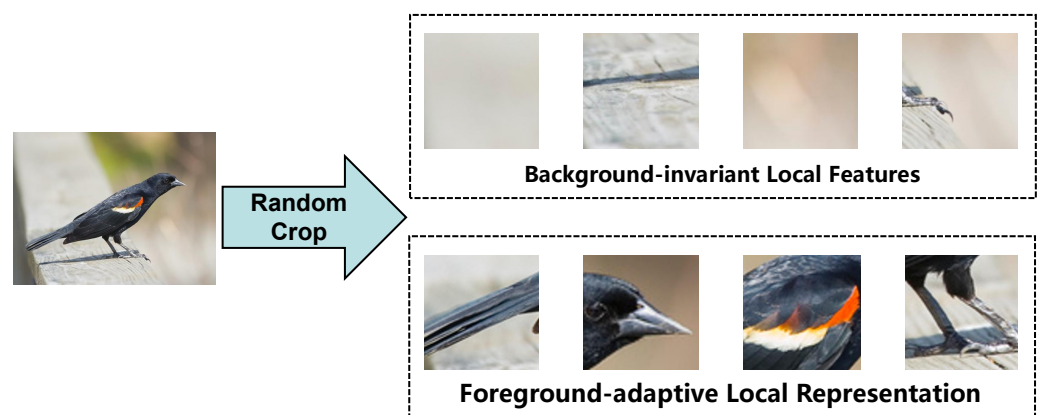 Background-invariant Local Features
Random
Crop
Foreground-adaptive Local Representation